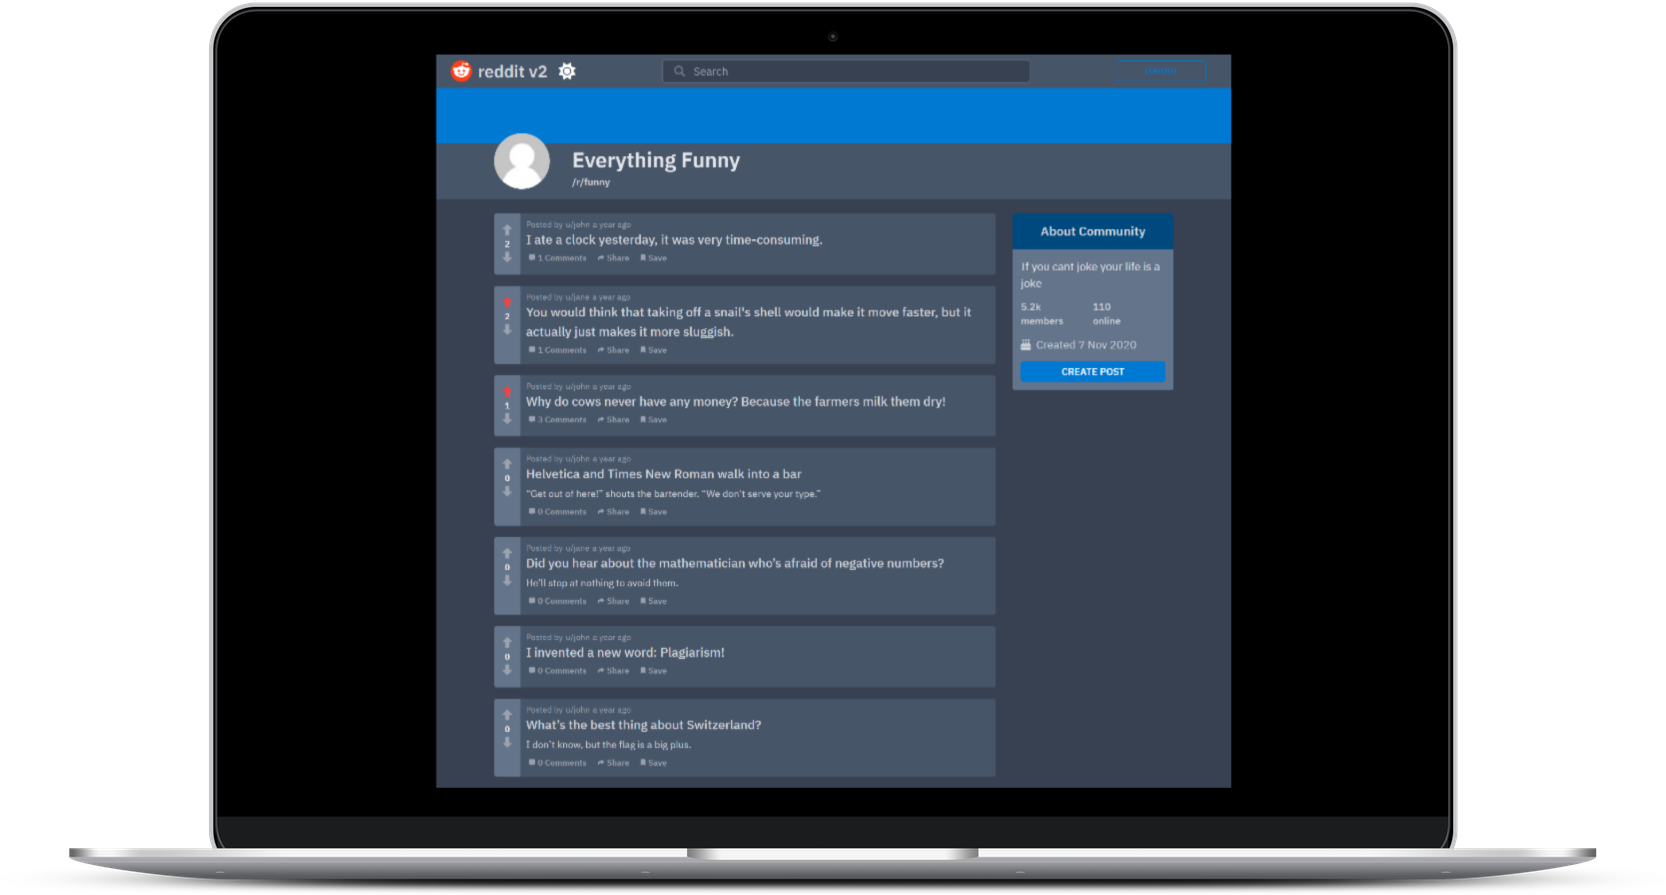 reddit v2
Search
Everything Funny
/r/funny
Posted by u/john a year ago
2
I ate a clock yesterday, it was very time-consuming.
1 Comments Share Save
Posted by u/jane a year ago
2
You would think that taking off a snail's shell would make it move faster, but it
actually just makes it more sluggish.
1 Comments Share Save
Posted by u/john a year ago
1
Why do cows never have any money? Because the farmers milk them dry!
3 Comments Share Save
Posted by u/john a year ago
0
Helvetica and Times New Roman walk into a bar
“Get out of here!” shouts the bartender. “We don’t serve your type.”
0 Comments Share Save
Posted by u/jane a year ago
0
Did you hear about the mathematician who’s afraid of negative numbers?
He’ll stop at nothing to avoid them.
0 Comments Share Save
Posted by u/john a year ago
0
I invented a new word: Plagiarism!
0 Comments Share Save
Posted by u/john a year ago
0
What’s the best thing about Switzerland?
I don’t know, but the flag is a big plus.
0 Comments Share Save
About Community
If you cant joke your life is a
joke
5.2k 110
members online
Created 7 Nov 2020
CREATE POST